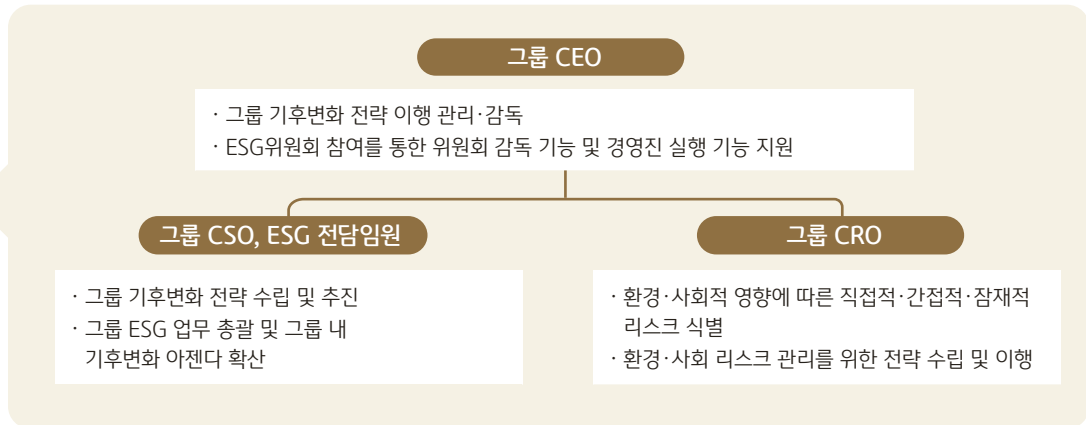 그룹 CEO
· 그룹 기후변화 전략 이행 관리·감독
· ESG위원회 참여를 통한 위원회 감독 기능 및 경영진 실행 기능 지원
그룹 CSO, ESG 전담임원
· 그룹 기후변화 전략 수립 및 추진
· 그룹 ESG 업무 총괄 및 그룹 내
기후변화 아젠다 확산
그룹 CRO
· 환경·사회적 영향에 따른 직접적·간접적·잠재적
리스크 식별
· 환경·사회 리스크 관리를 위한 전략 수립 및 이행